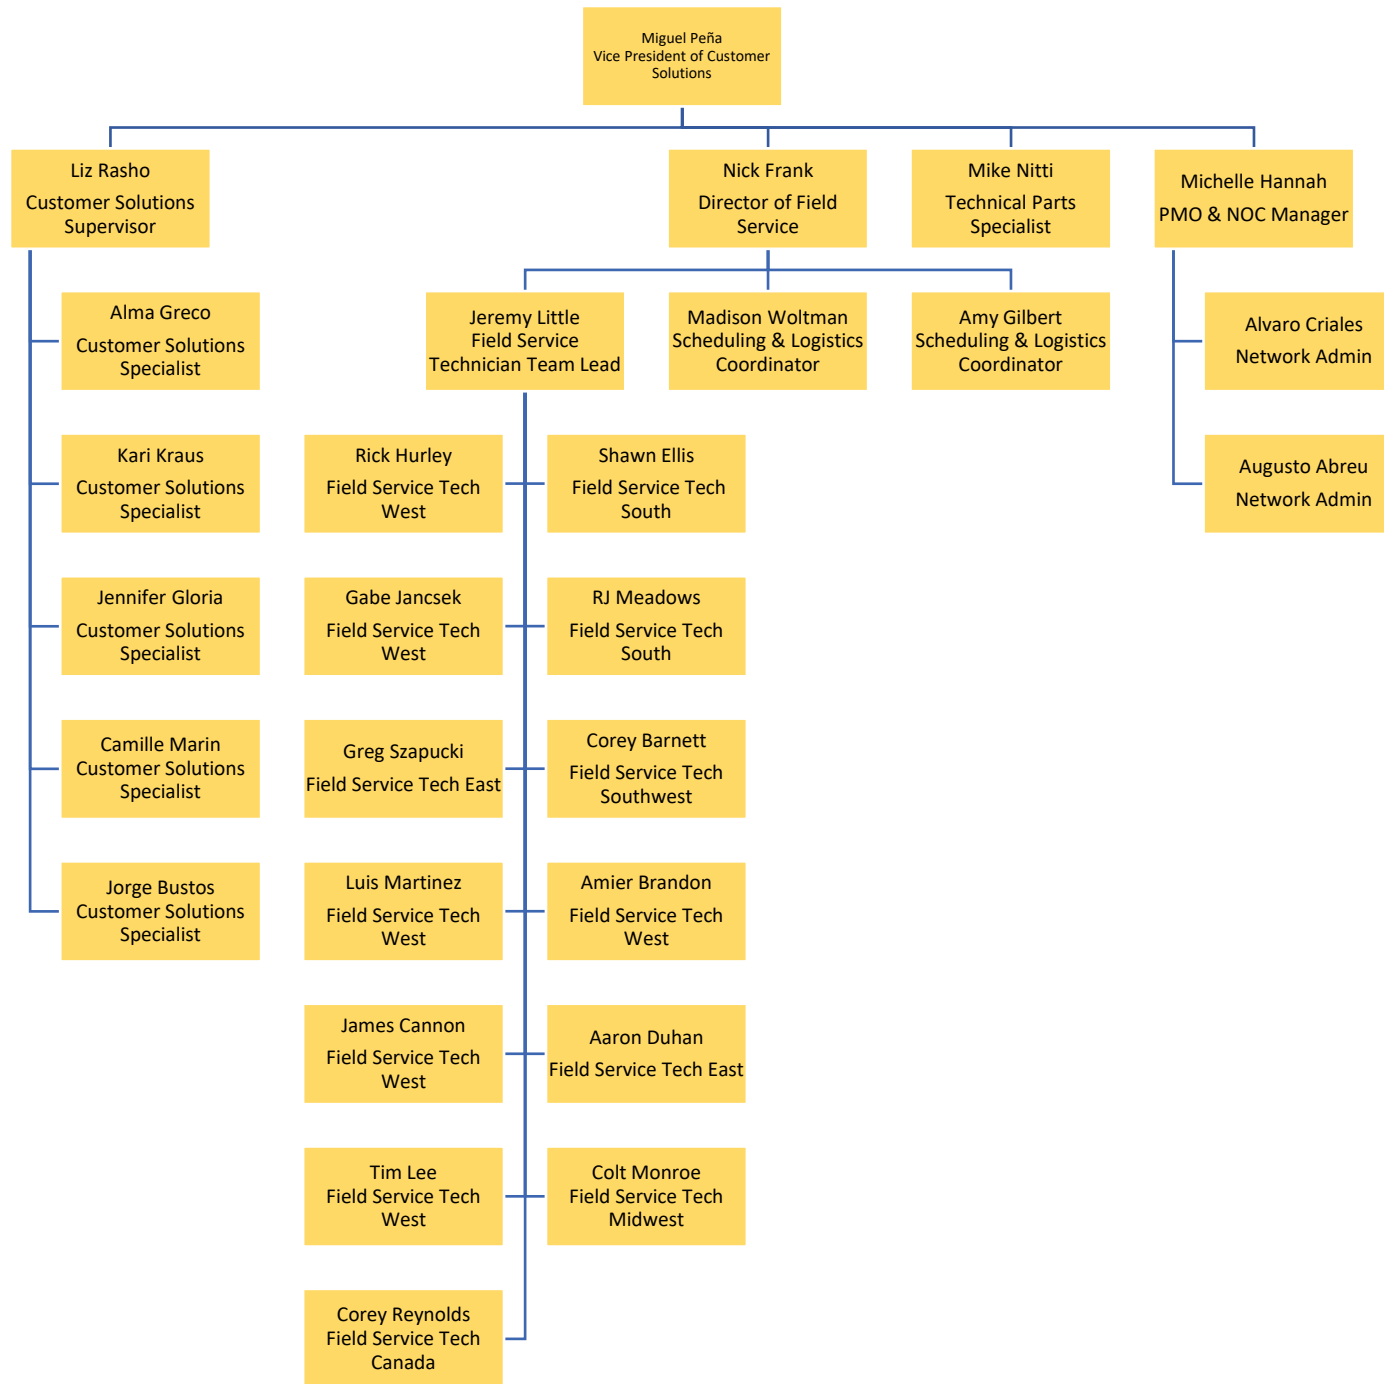 Miguel Peña
Vice President of Customer
Solutions
Liz Rasho
Customer Solutions
Supervisor
Nick Frank
Director of Field
Service
Mike Nitti
Technical Parts
Specialist
Michelle Hannah
PMO & NOC Manager
Alma Greco
Customer Solutions
Specialist
Jeremy Little
Field Service
Technician Team Lead
Madison Woltman
Scheduling & Logistics
Coordinator
Amy Gilbert
Scheduling & Logistics
Coordinator
Alvaro Criales
Network Admin
Kari Kraus
Customer Solutions
Specialist
Rick Hurley
Field Service Tech
West
Shawn Ellis
Field Service Tech
South
Augusto Abreu
Network Admin
Jennifer Gloria
Customer Solutions
Specialist
Gabe Jancsek
Field Service Tech
West
RJ Meadows
Field Service Tech
South
Camille Marin
Customer Solutions
Specialist
Greg Szapucki
Field Service Tech East
Corey Barnett
Field Service Tech
Southwest
Jorge Bustos
Customer Solutions
Specialist
Luis Martinez
Field Service Tech
West
Amier Brandon
Field Service Tech
West
James Cannon
Field Service Tech
West
Aaron Duhan
Field Service Tech East
Tim Lee
Field Service Tech
West
Colt Monroe
Field Service Tech
Midwest
Corey Reynolds
Field Service Tech
Canada